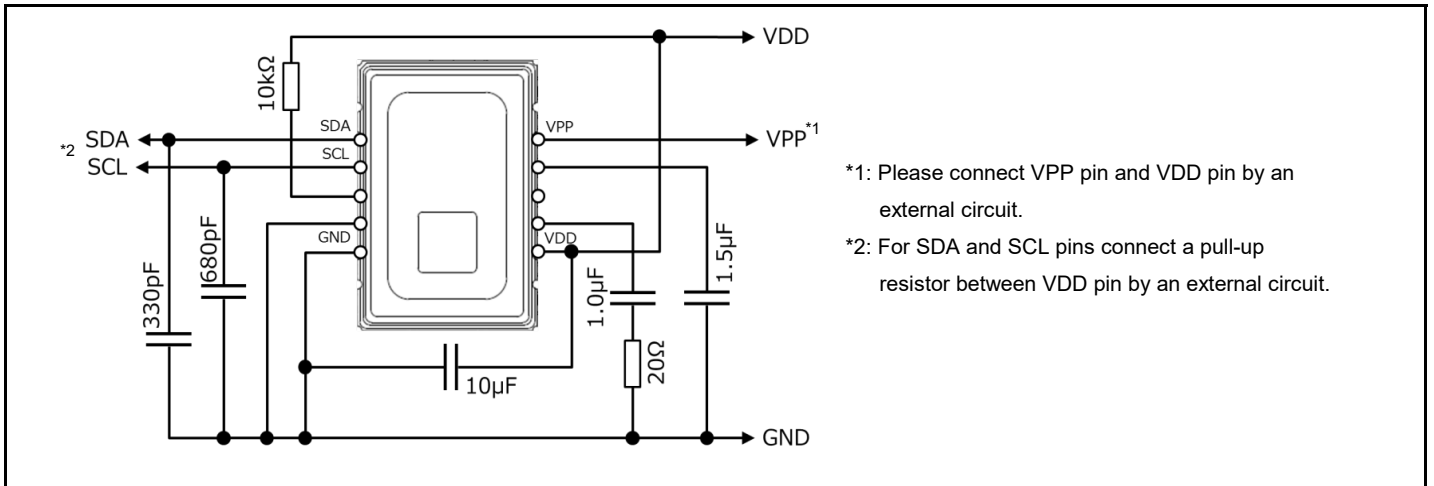 VDD
10kΩ
SDA
VPP
VPP*1
*2
SDA
SCL
SCL
*1: Please connect VPP pin and VDD pin by an
external circuit.
GND
VDD
*2: For SDA and SCL pins connect a pull-up
resistor between VDD pin by an external circuit.
330pF
680pF
1.0µF
1.5µF
20Ω
10µF
GND